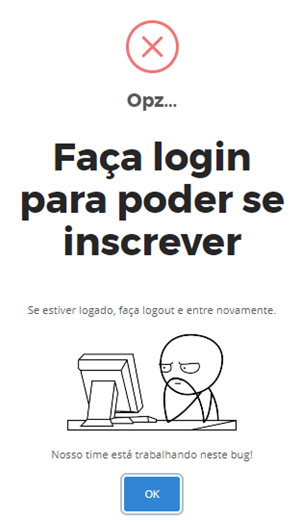 Opz...
Faça login
para poder se
inscrever
Se estiver logado, faça logout e entre novamente.
Nosso time está trabalhando neste bug!
OK